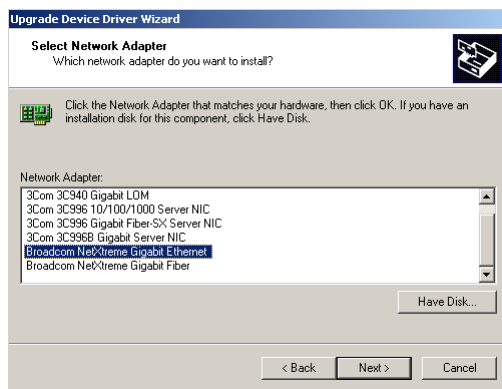 Upgrade Device Driver Wizard
Select Network Adapter
Which network adapter do you want to install?
Click the Network Adapter that matches your hardware, then click OK. If you have an
installation disk for this component, click Have Disk.
Network Adapter:
3Com 3C940 Gigabit LOM
3Com 3C996 10/100/1000 Server NIC
3Com 3C996 Gigabit Fiber-SX Server NIC
3Com 3C996B Gigabit Server NIC
Broadcom NetXtreme Gigabit Ethernet
Broadcom NetXtreme Gigabit Fiber
Have Disk...
< Back
Next >
Cancel